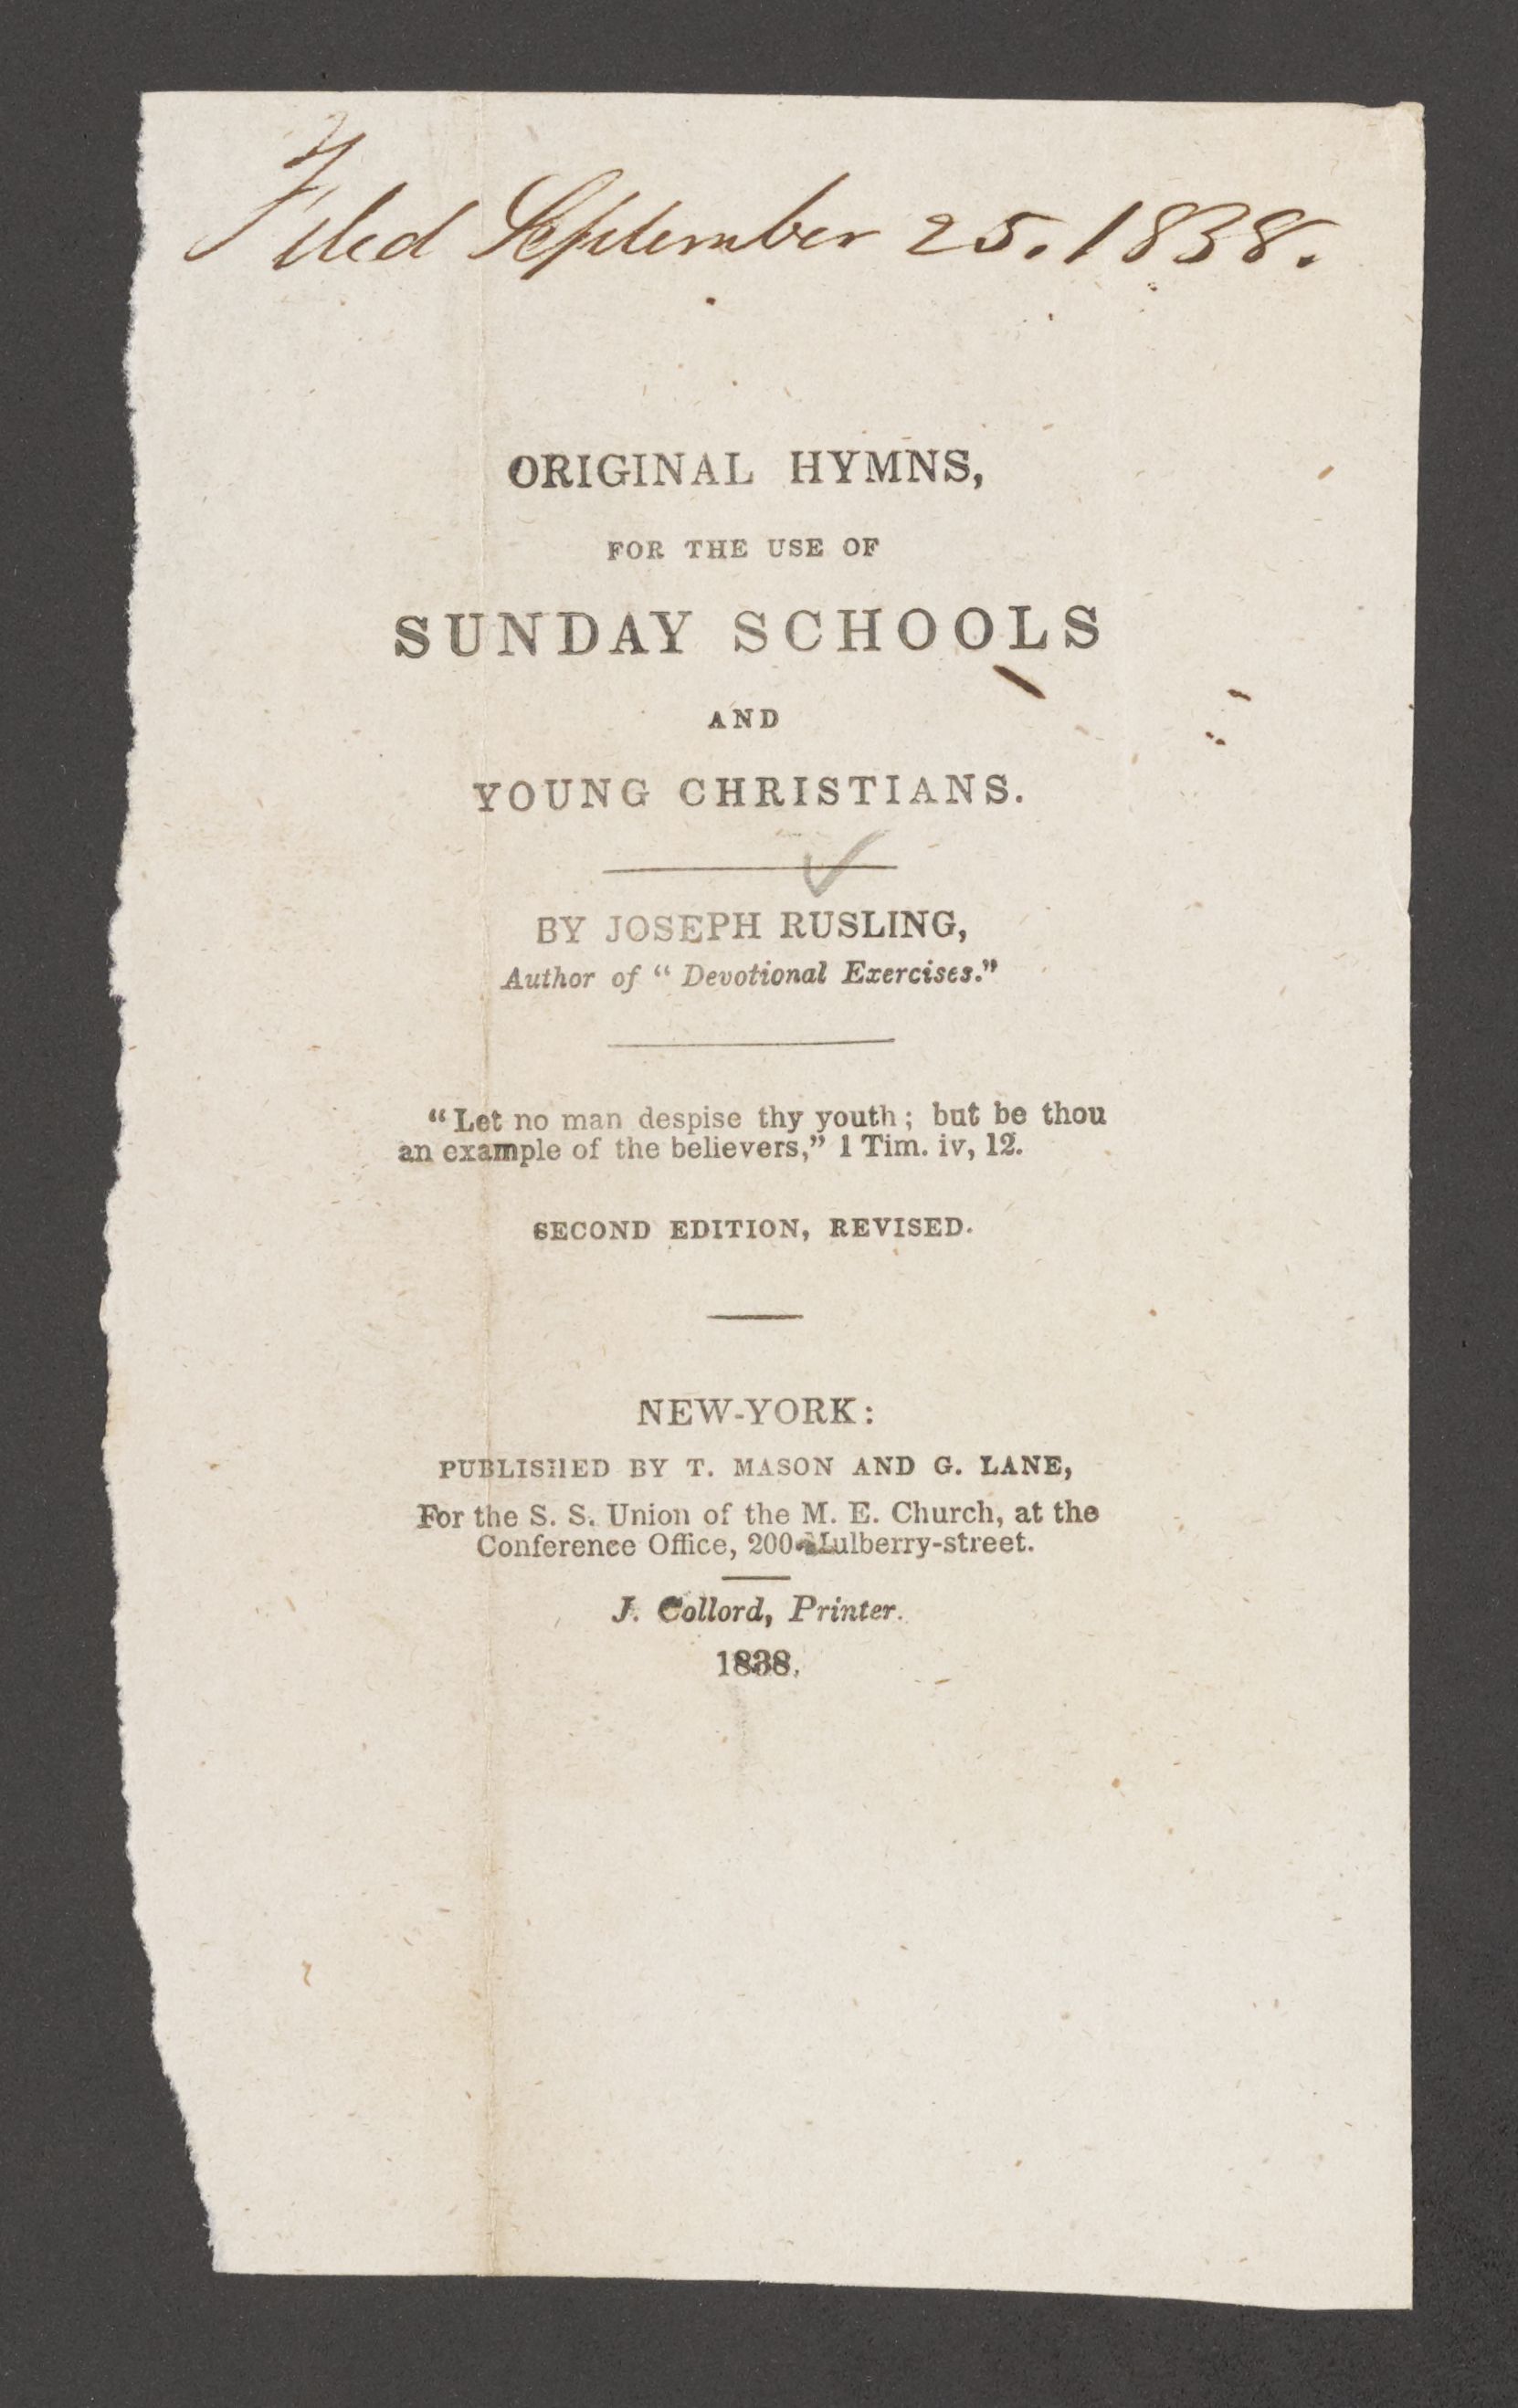 Filed September 25. 1838.
ORIGINAL HYMNS,
FOR THE USE OF
SUNDAY SCHOOLS
AND
YOUNG CHRISTIANS.
BY JOSEPH RUSLING,
Author of “Devotional Exercises.”
“Let no man despise thy youth; but be thou
an example of the believers,” 1 Tim. iv, 12.
SECOND EDITION, REVISED.
NEW-YORK:
PUBLISHED BY T. MASON AND G. LANE,
For the S. S. Union of the M. E. Church, at the
Conference Office, 200 Mulberry-street.
J. Collord, Printer.
1838.